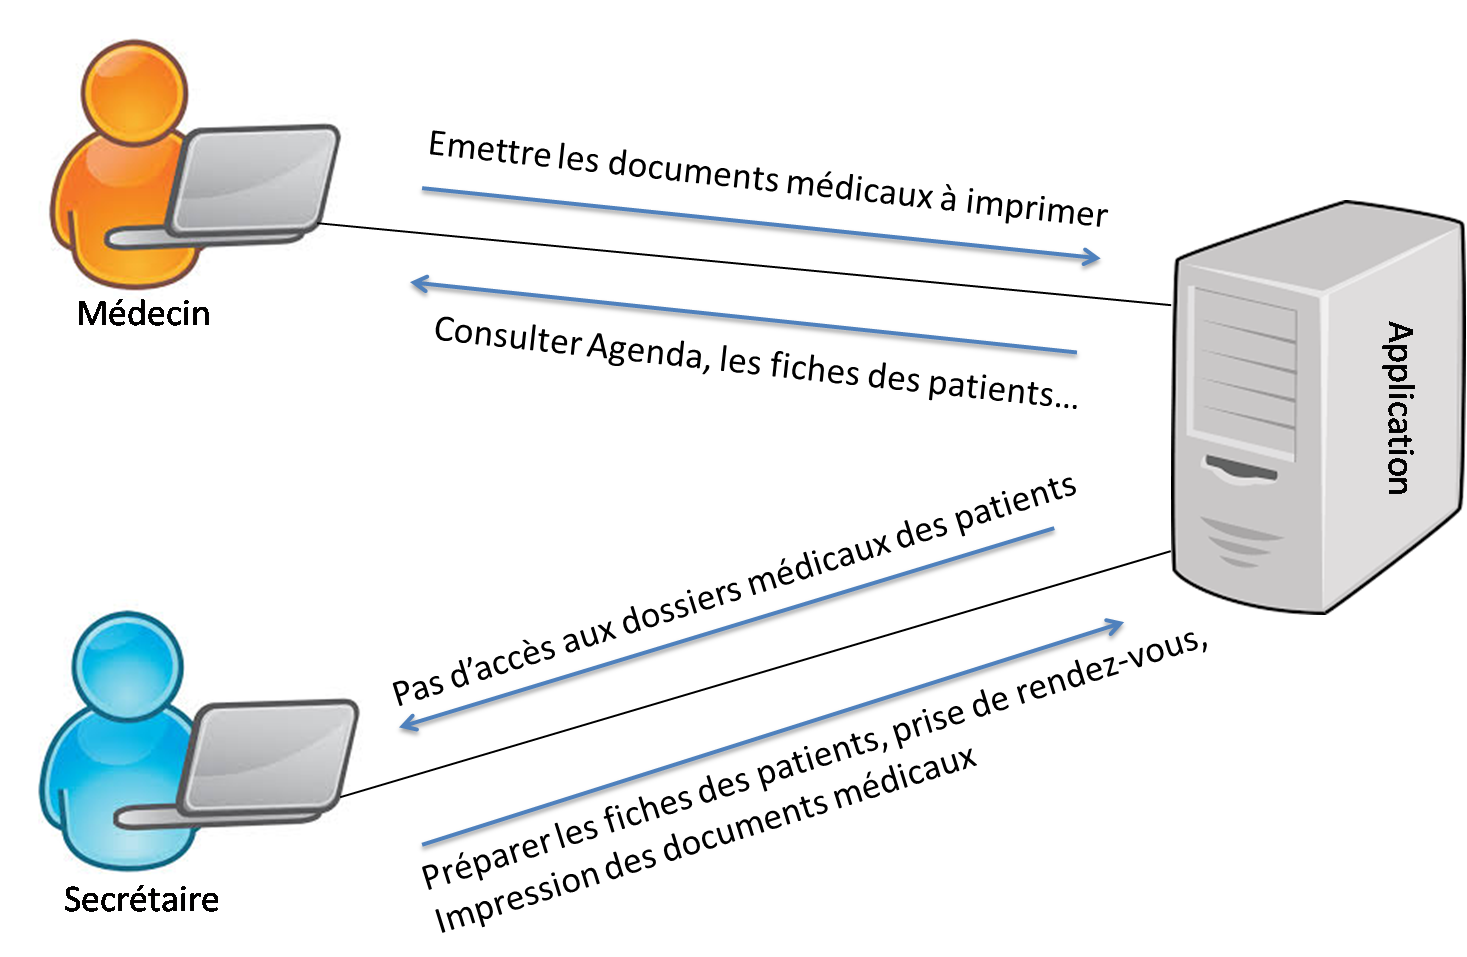 Emettre les documents médicaux à imprimer
Médecin
Consulter Agenda, les fiches des patients...
Application
Pas d’accès aux dossiers médicaux des patients
Préparer les fiches des patients, prise de rendez-vous,
Impression des documents médicaux
Secrétaire